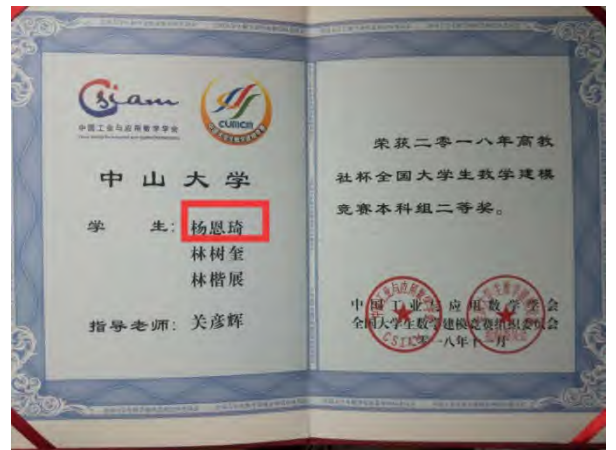 Csiam
中国工业与应用数学学会
CUMCM
中山大学
学 生: 杨恩琦
林树奎
林楷展
指导老师: 关彦辉
荣获二零一八年高教
社杯全国大学生数学建模
竞赛本科组二等奖。
中国工业与应用数学学会
全国大学生数学建模竞赛组织委员会
二零一八年十一月